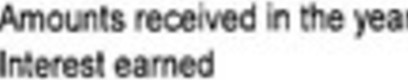 Amounts received in the year
Interest earned